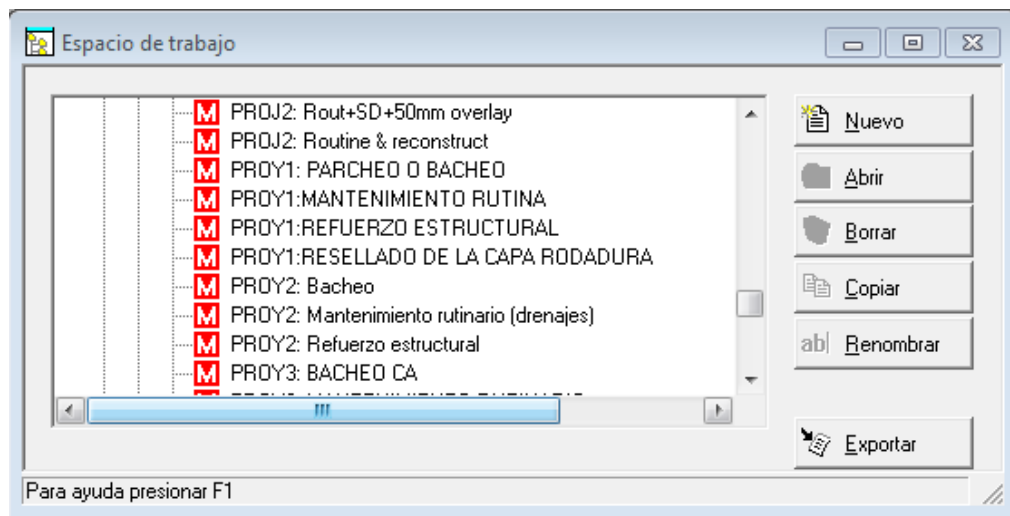 Espacio de trabajo
PROJ2: Rout+SD+50mm overlay
PROJ2: Routine & reconstruct
PROY1: PARCHEO O BACHEO
PROY1:MANTENIMIENTO RUTINA
PROY1:REFUERZO ESTRUCTURAL
PROY1:RESELLADO DE LA CAPA RODADURA
PROY2: Bacheo
PROY2: Mantenimiento rutinario (drenajes)
PROY2: Refuerzo estructural
PROY3: BACHEO CA
Nuevo
Abrir
Borrar
Copiar
Renombrar
Exportar
Para ayuda presionar F1